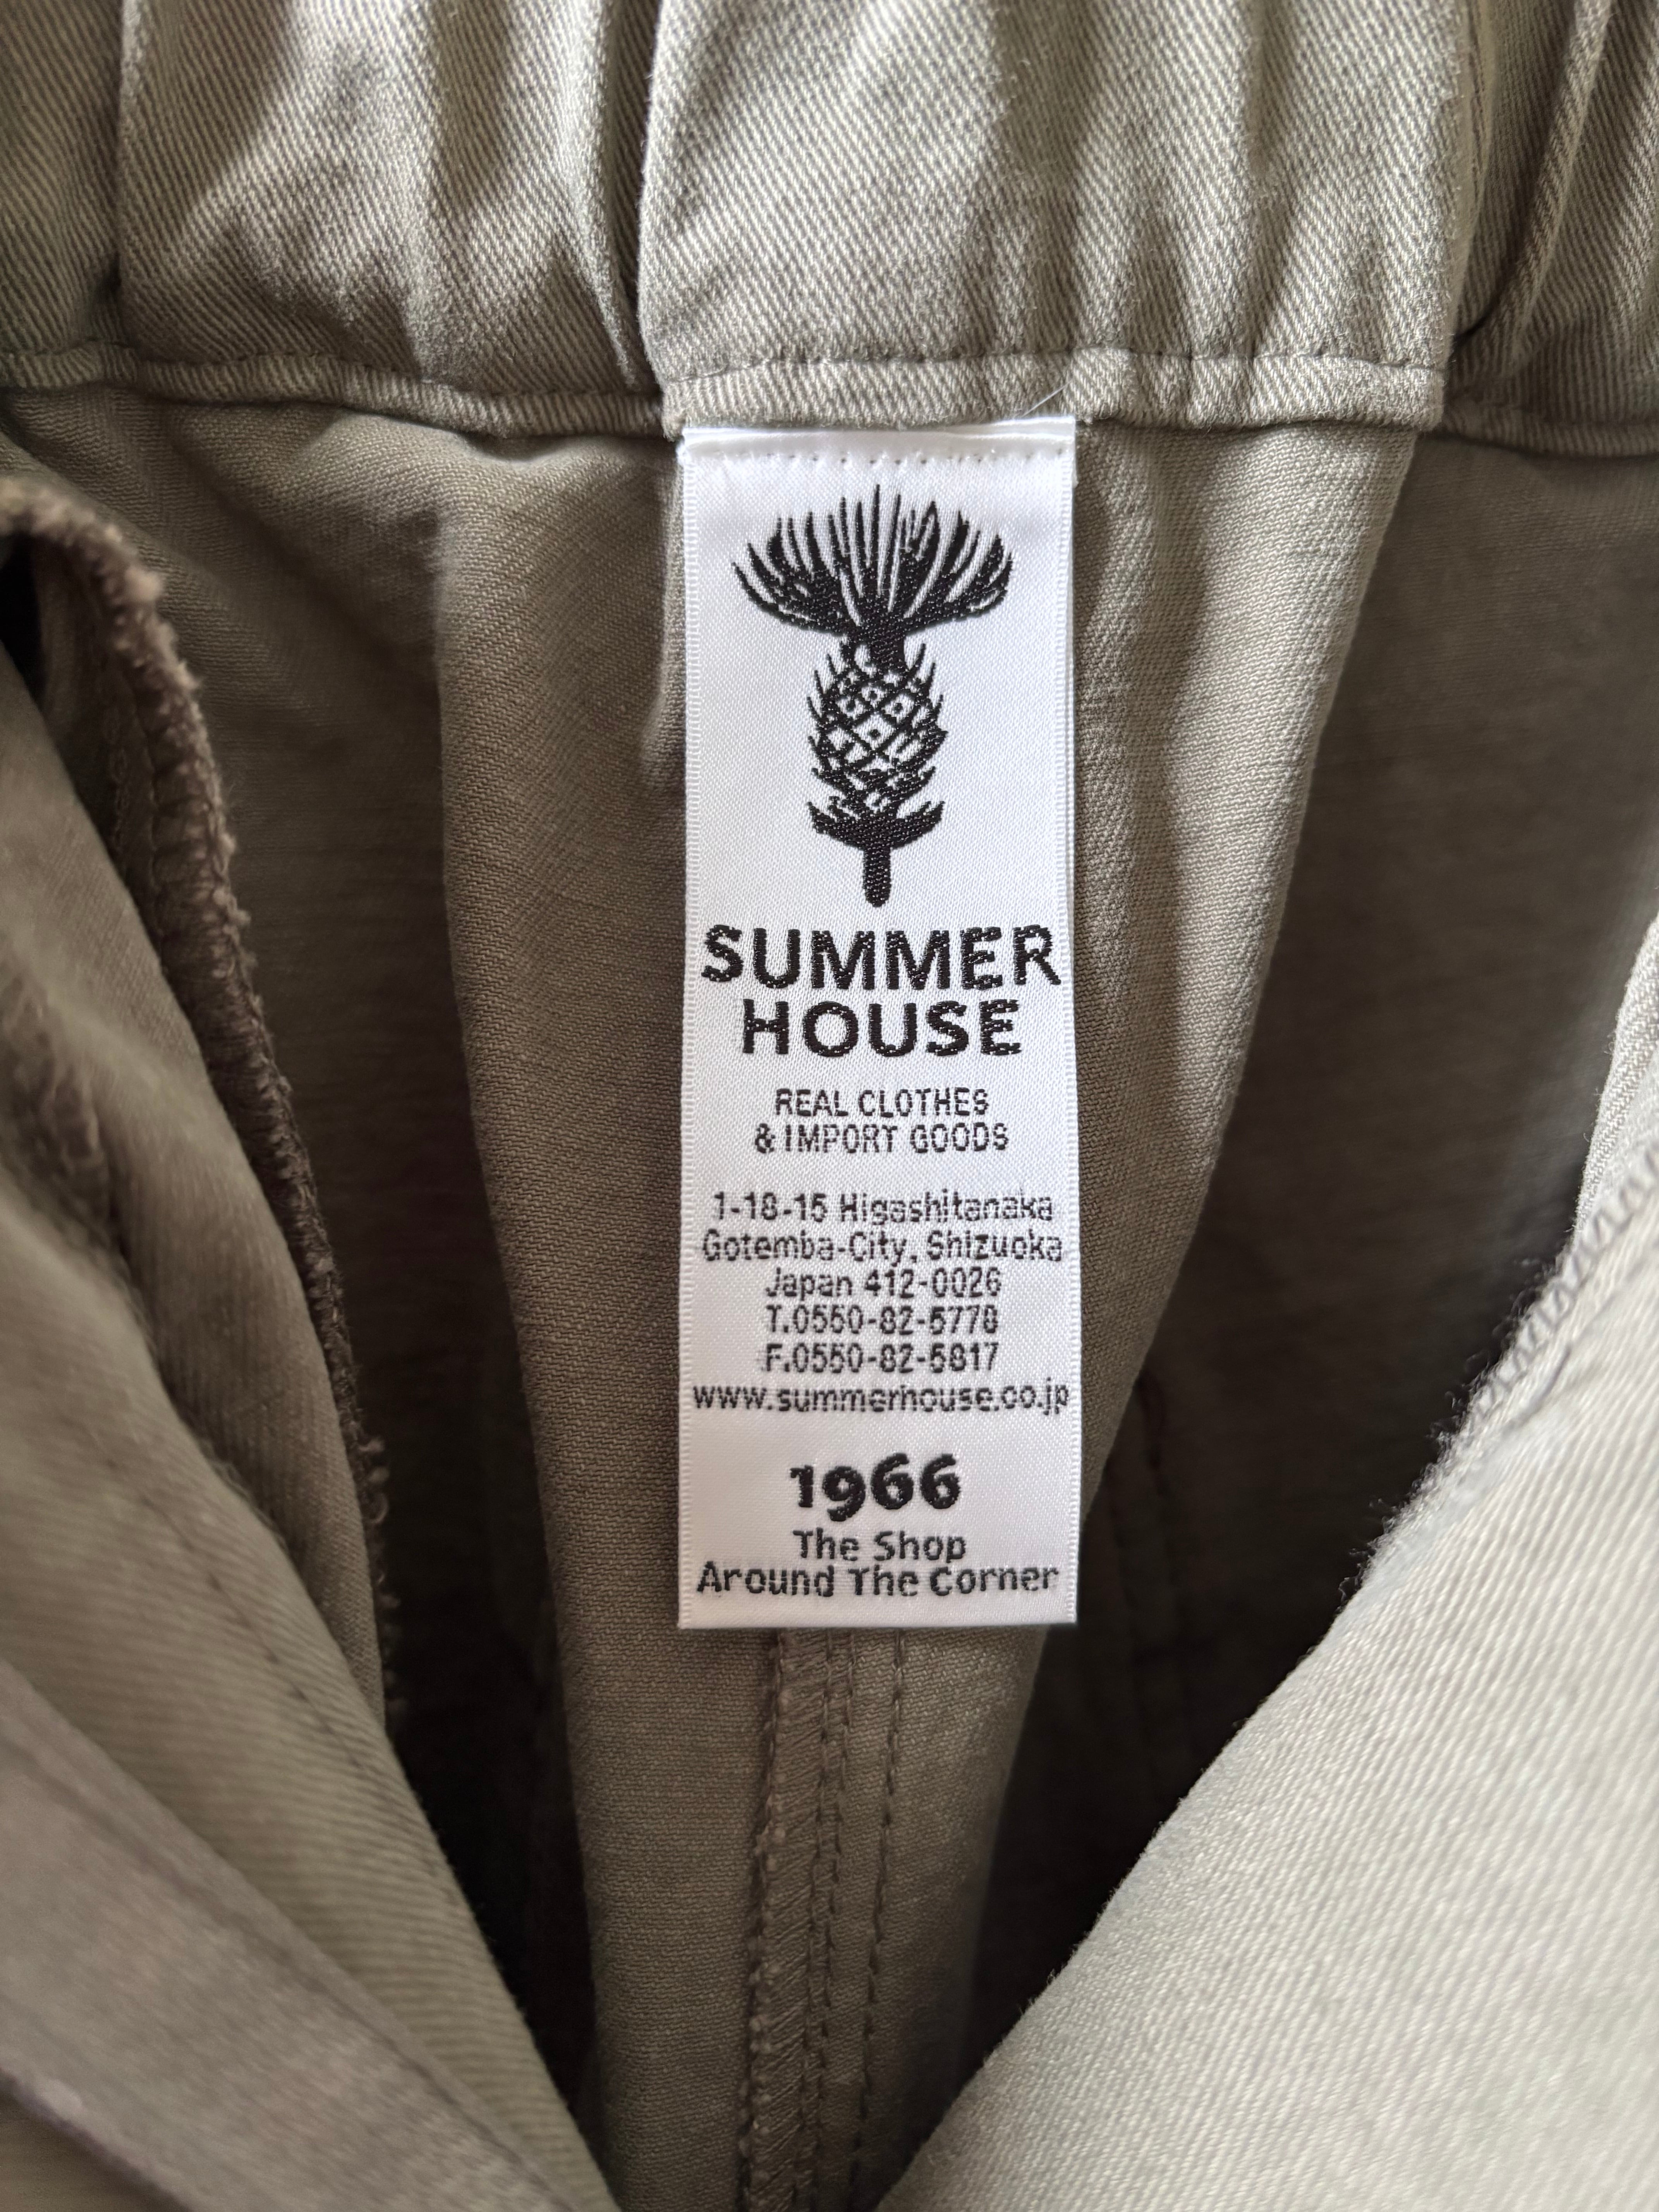 SUMMER
HOUSE
REAL CLOTHES
& IMPORT GOODS
1-18-15 Higashitanaka
Gotemba-City, Shizuoka
Japan 412-0026
T.0550-82-5778
F.0550-82-5817
www.summerhouse.co.jp
1966
The Shop
Around The Corner